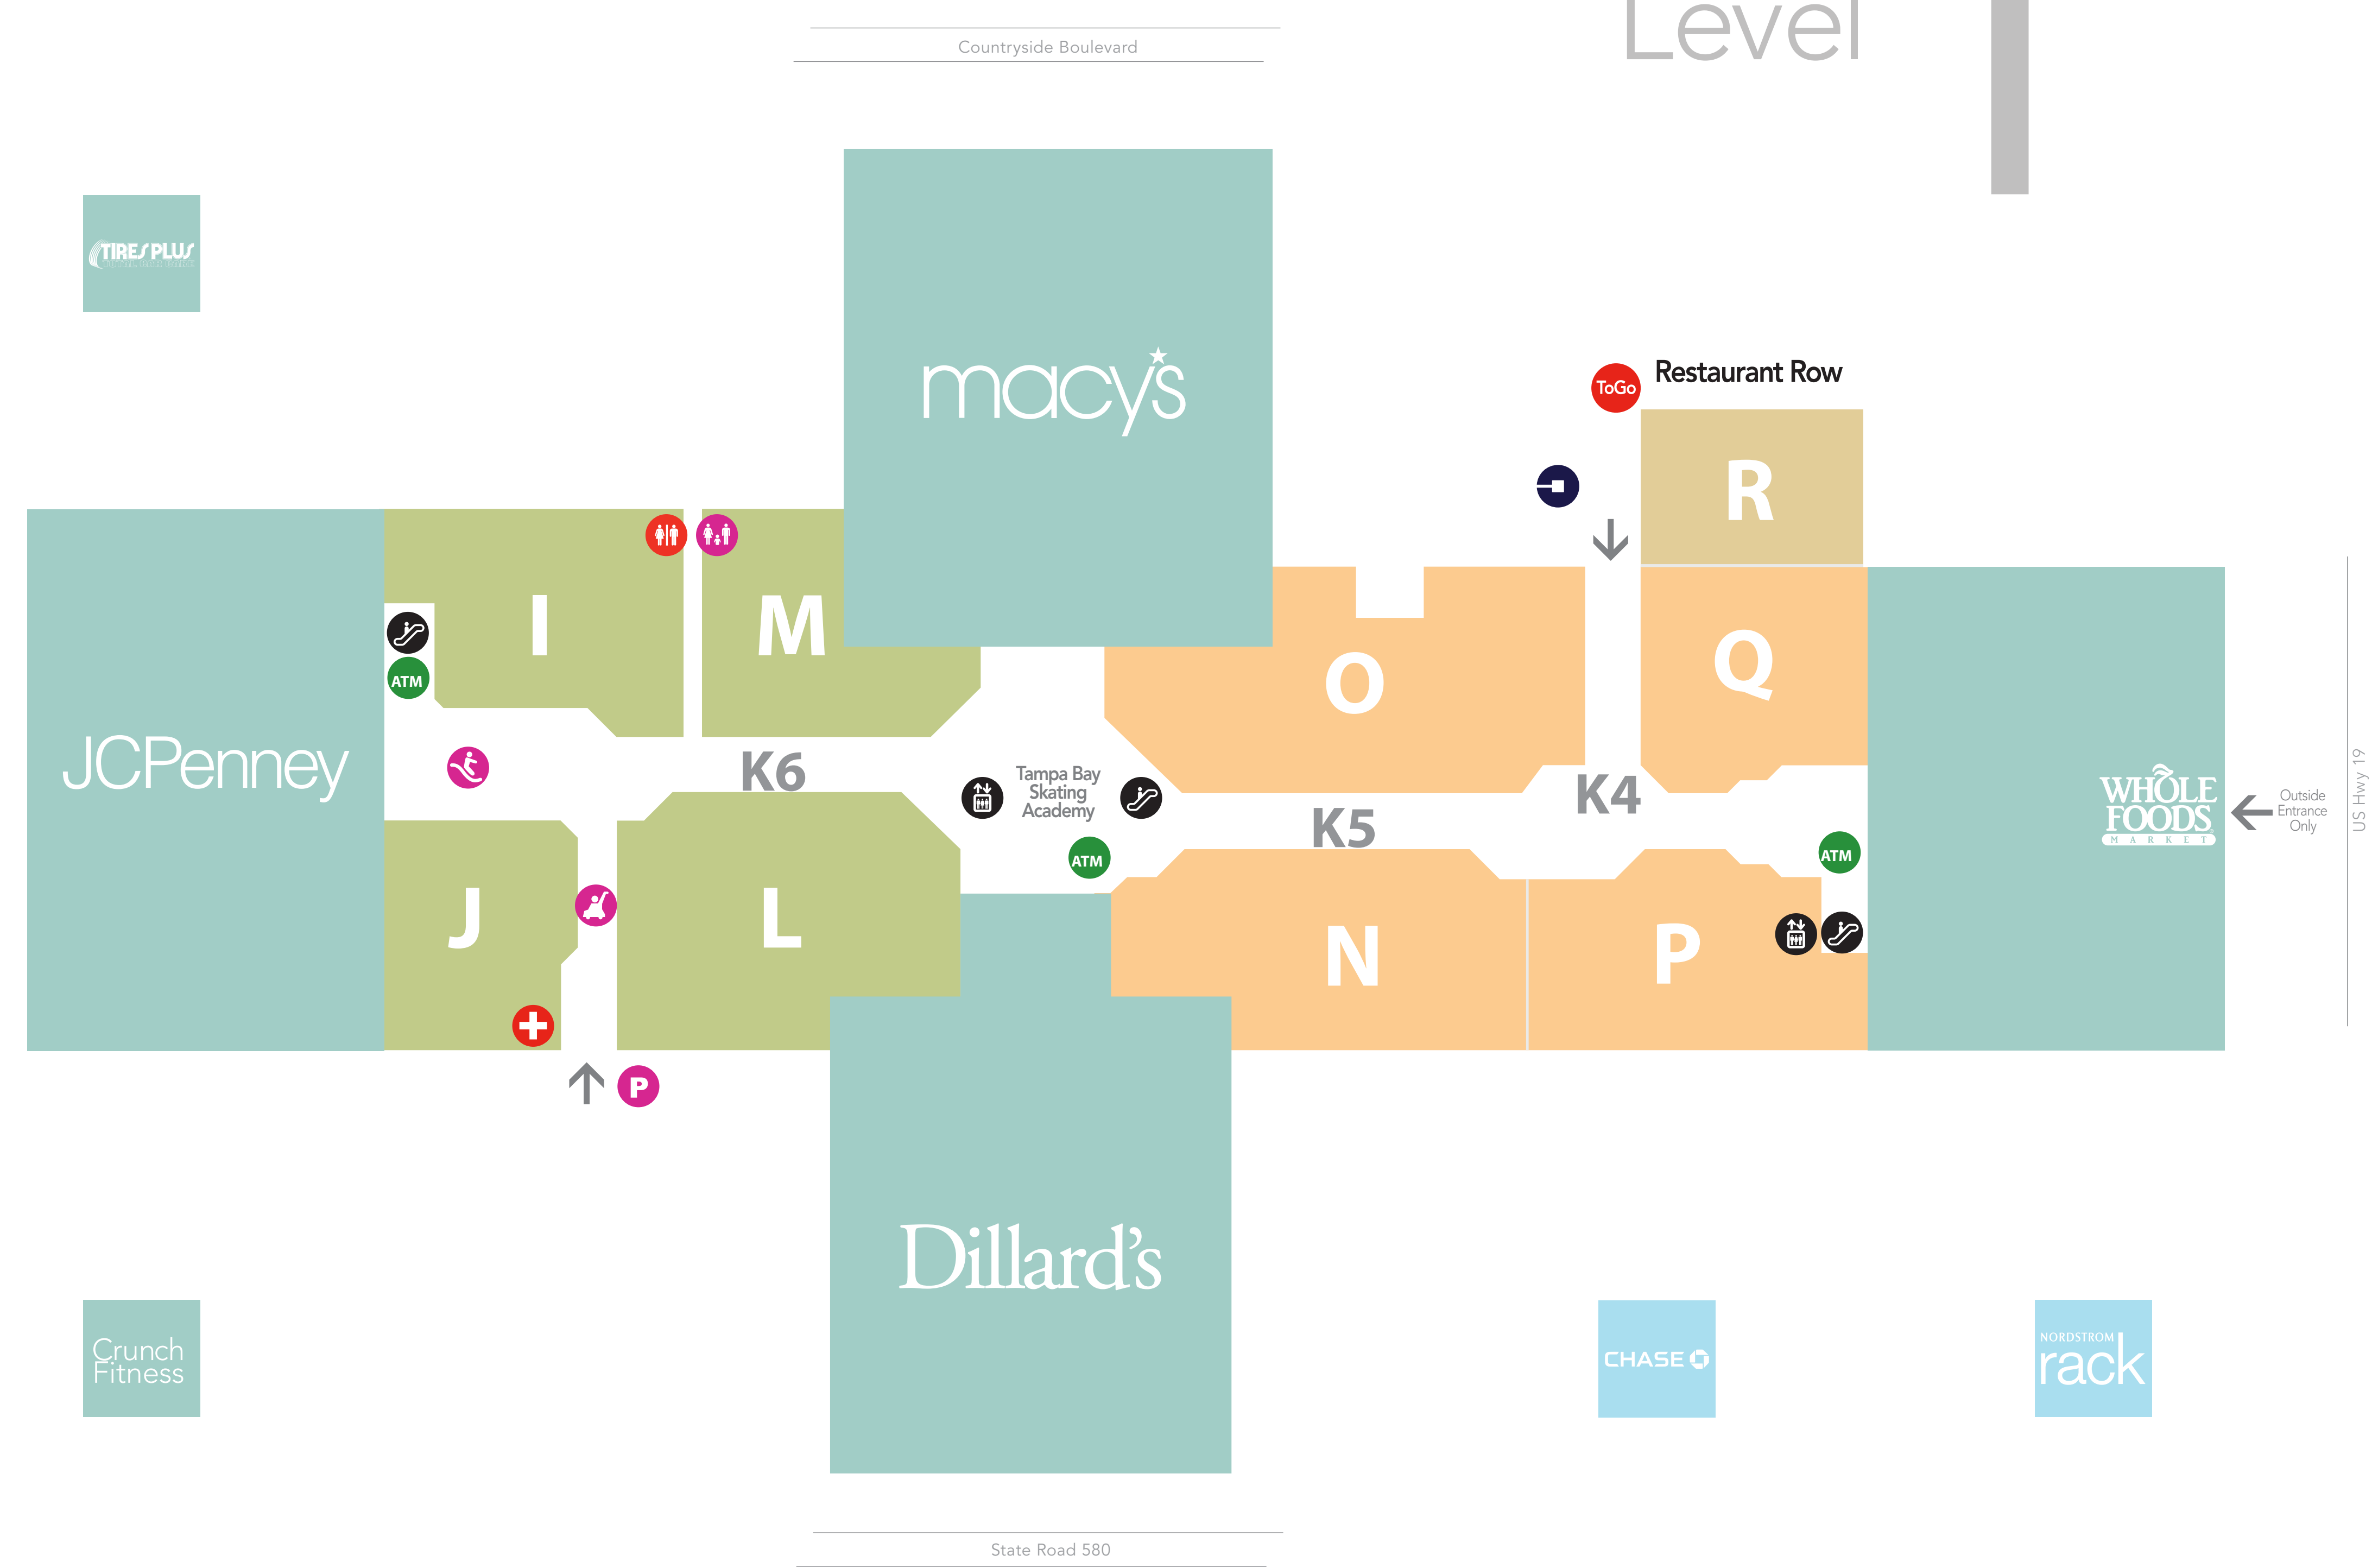 Level
Countryside Boulevard
TIRES PLUS
macy's
ToGo
Restaurant Row
R
I
M
ATM
O
Q
JCPenney
K6
Tampa Bay
Skating
Academy
K5
K4
ATM
ATM
WHOLE
FOODS
MARKET
Outside
Entrance
Only
US Hwy 19
J
L
N
P
P
Dillard's
Crunch
Fitness
CHASE
NORDSTROM
rack
State Road 580